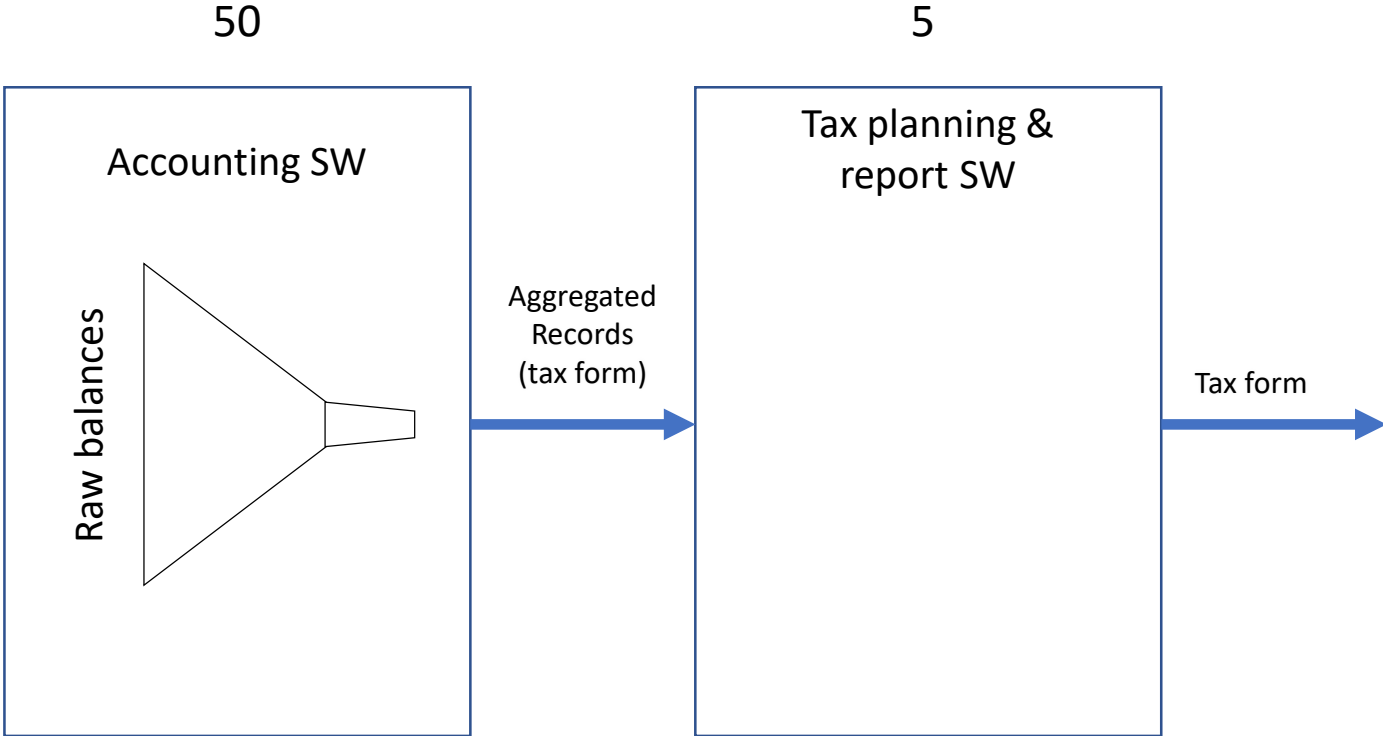 50
5
Accounting SW
Tax planning &
report SW
Raw balances
Aggregated
Records
(tax form)
Tax form